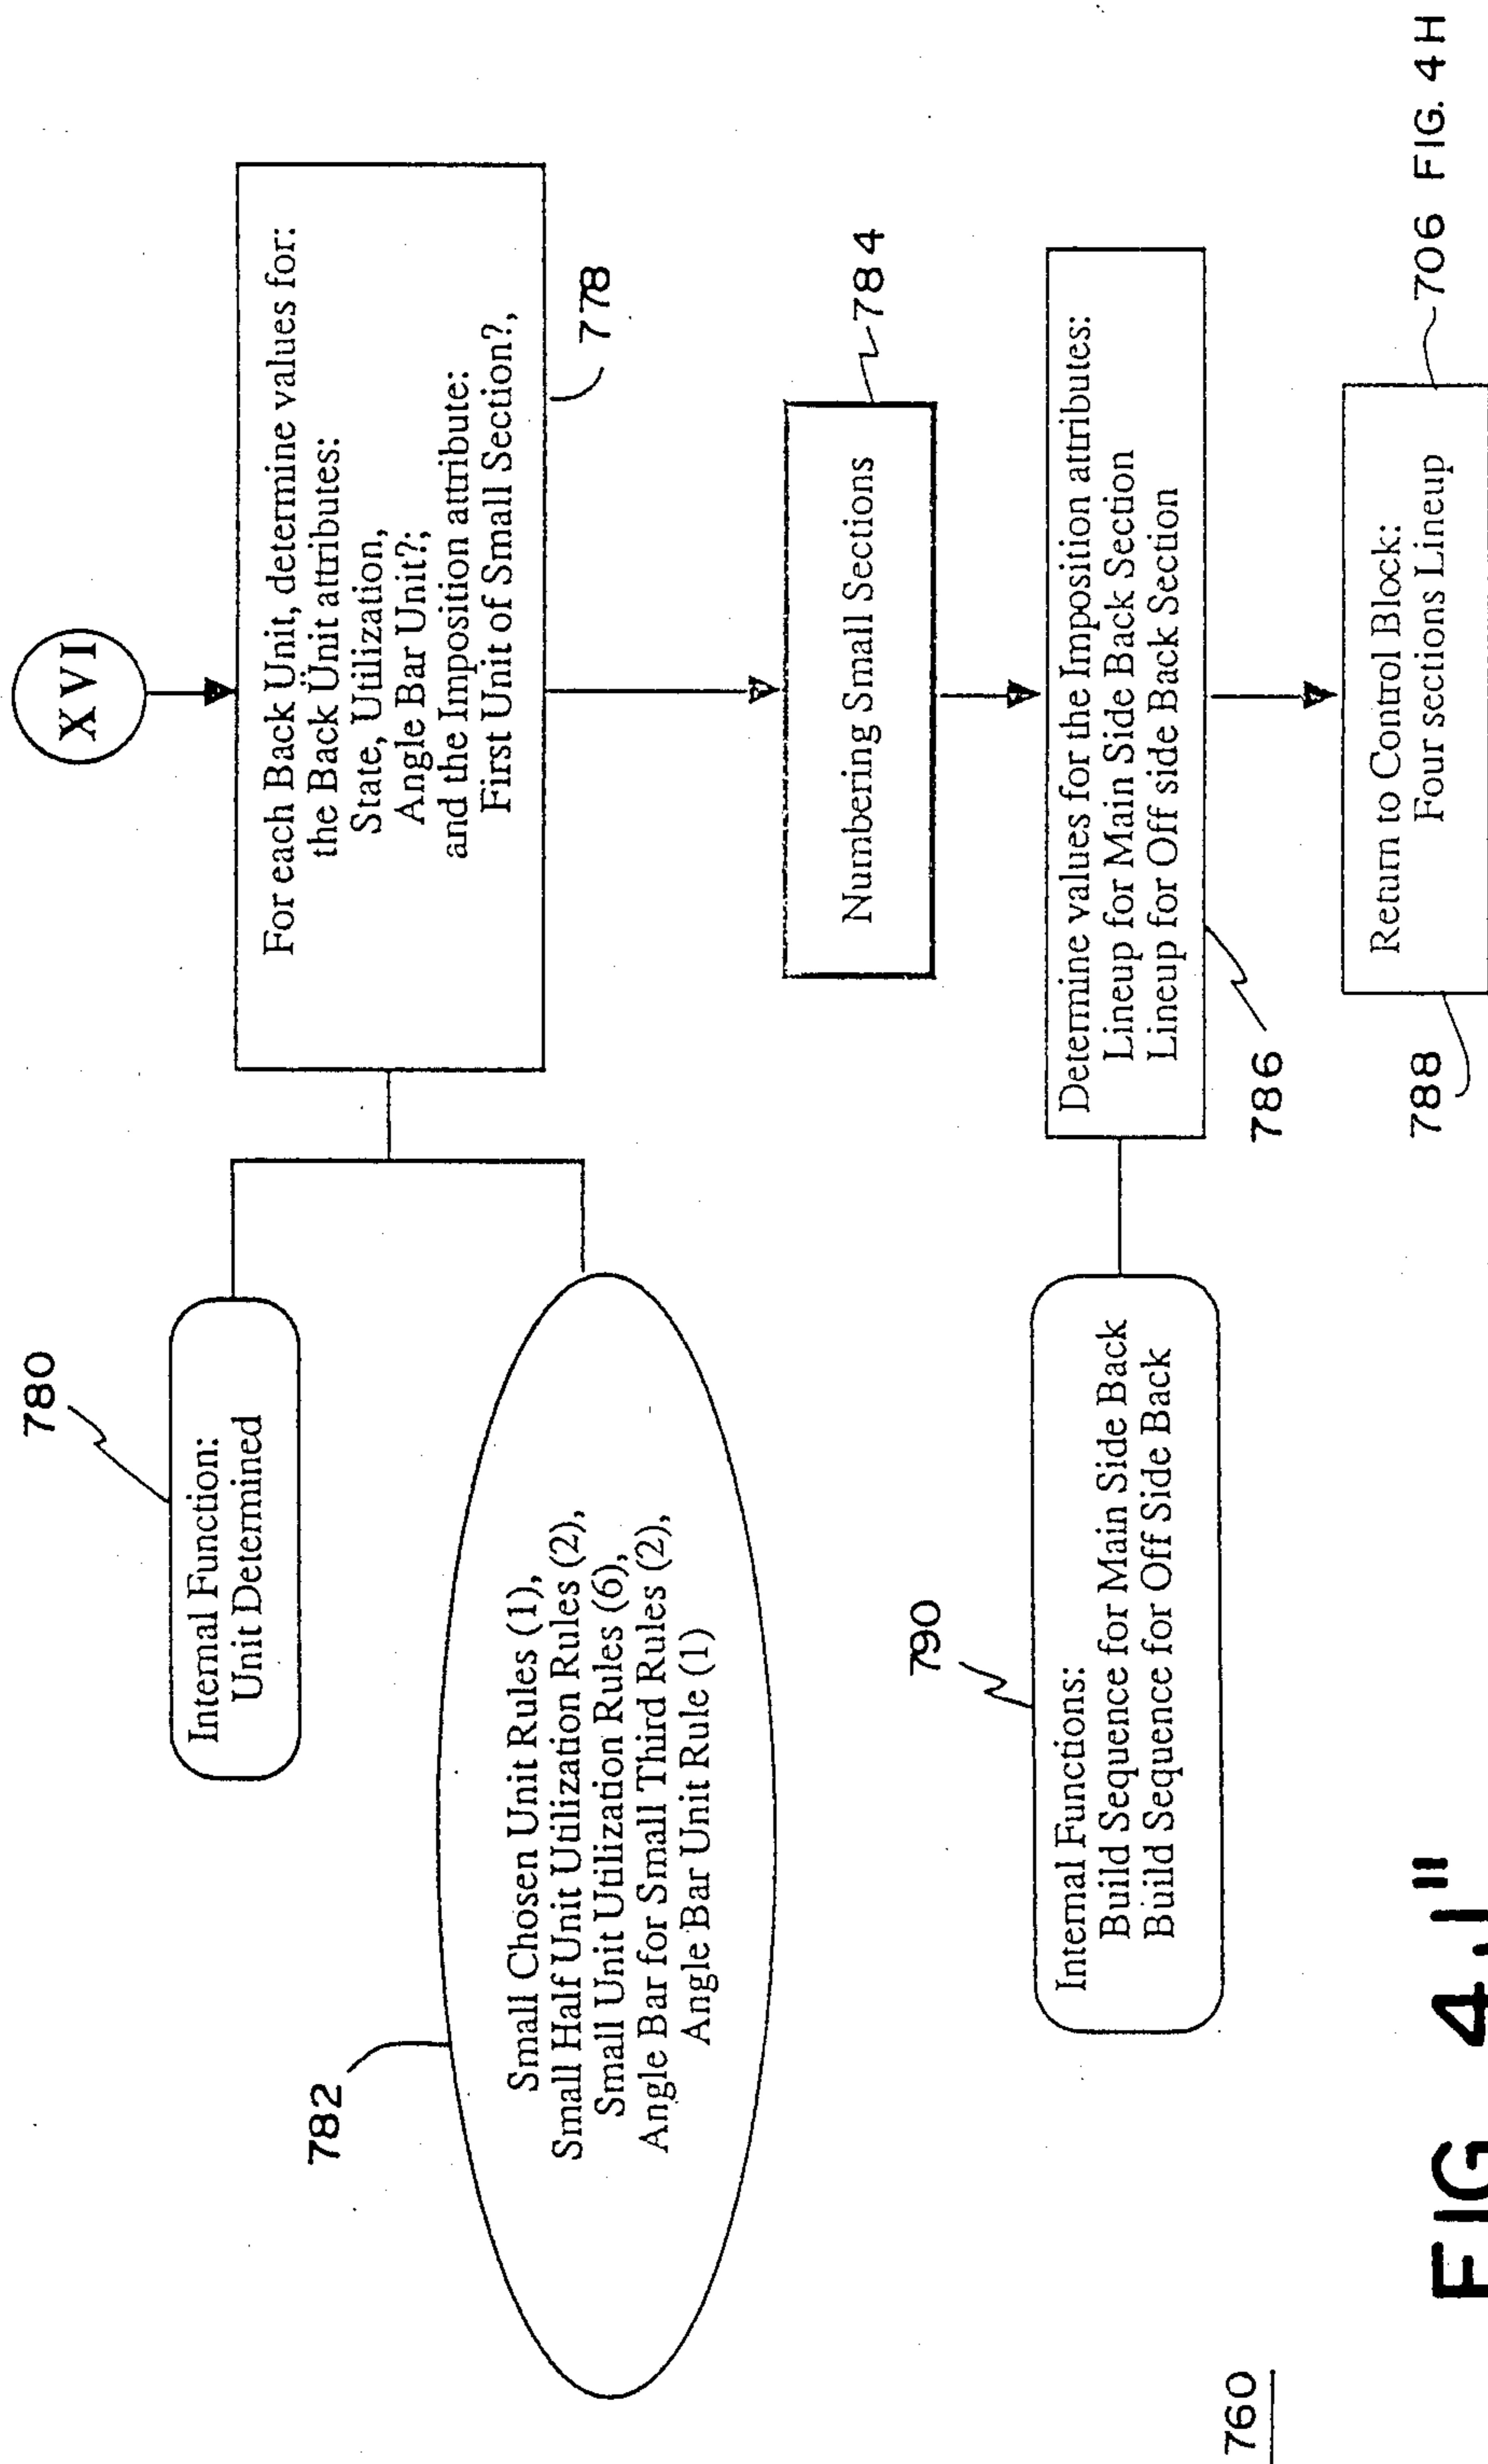 XVI
For each Back Unit, determine values for:
the Back Unit attributes:
State, Utilization,
Angle Bar Unit?;
and the Imposition attribute:
First Unit of Small Section?,
778
780
Internal Function:
Unit Determined
782
Small Chosen Unit Rules (1),
Small Half Unit Utilization Rules (2),
Small Unit Utilization Rules (6),
Angle Bar for Small Third Rules (2),
Angle Bar Unit Rule (1)
Numbering Small Sections
784
Determine values for the Imposition attributes:
Lineup for Main Side Back Section
Lineup for Off side Back Section
786
790
Internal Functions:
Build Sequence for Main Side Back
Build Sequence for Off Side Back
Return to Control Block:
Four sections Lineup
788
706 FIG. 4H
760
FIG. 4J"